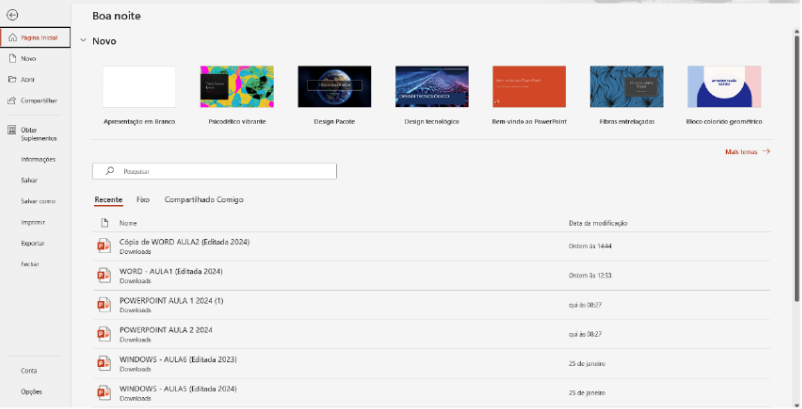 Boa noite
Página Inicial
Novo
Abrir
Compartilhar
Obter
Suplementos
Informações
Salvar
Salvar como
Imprimir
Exportar
Fechar
Conta
Opções
Novo
Apresentação em Branco
Psicodélico vibrante
Design Pacote
Design tecnológico
Bem-vindo ao PowerPoint
Fibras entrelaçadas
Bloco colorido geométrico
DESIGN TECNOLÓGICO
Mais temas
Pesquisar
Recente Fixo Compartilhado Comigo
Nome Data da modificação
Cópia de WORD AULA2 (Editada 2024) Ontem às 14:44
Downloads
WORD - AULA1 (Editada 2024) Ontem às 12:53
Downloads
POWERPOINT AULA 1 2024 (1) qui às 08:27
Downloads
POWERPOINT AULA 2 2024 qui às 08:27
Downloads
WINDOWS - AULA6 (Editada 2023) 25 de janeiro
Downloads
WINDOWS - AULA5 (Editada 2024) 25 de janeiro
Downloads